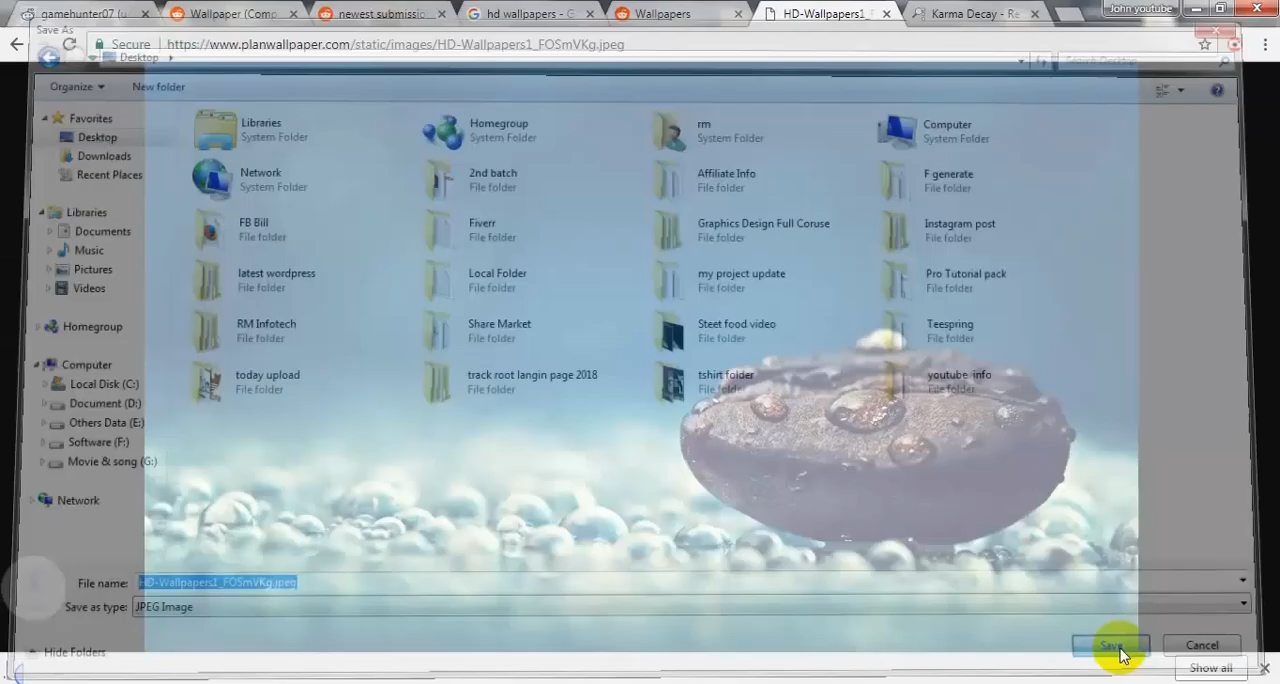 gamehunter07 (u
Wallpaper (Comp
newest submissio
hd wallpapers - G
Wallpapers
HD-Wallpapers1_
Karma Decay - Re
John youtube
Save As
Secure
https://www.planwallpaper.com/static/images/HD-Wallpapers1_FOSmVKg.jpeg
Desktop
Search Desktop
Organize
New folder
Favorites
Desktop
Downloads
Recent Places
Libraries
Documents
Music
Pictures
Videos
Homegroup
Computer
Local Disk (C:)
Document (D:)
Others Data (E:)
Software (F:)
Movie & song (G:)
Network
Libraries
System Folder
Homegroup
System Folder
rm
System Folder
Computer
System Folder
Network
System Folder
2nd batch
File folder
Affiliate Info
File folder
F generate
File folder
FB Bill
File folder
Fiverr
File folder
Graphics Design Full Coruse
File folder
Instagram post
File folder
latest wordpress
File folder
Local Folder
File folder
my project update
File folder
Pro Tutorial pack
File folder
RM Infotech
File folder
Share Market
File folder
Steet food video
File folder
Teespring
File folder
today upload
File folder
track root langin page 2018
File folder
tshirt folder
File folder
youtube info
File folder
File name:
HD-Wallpapers1_FOSmVKg.jpeg
Save as type:
JPEG Image
Hide Folders
Save
Cancel
Show all